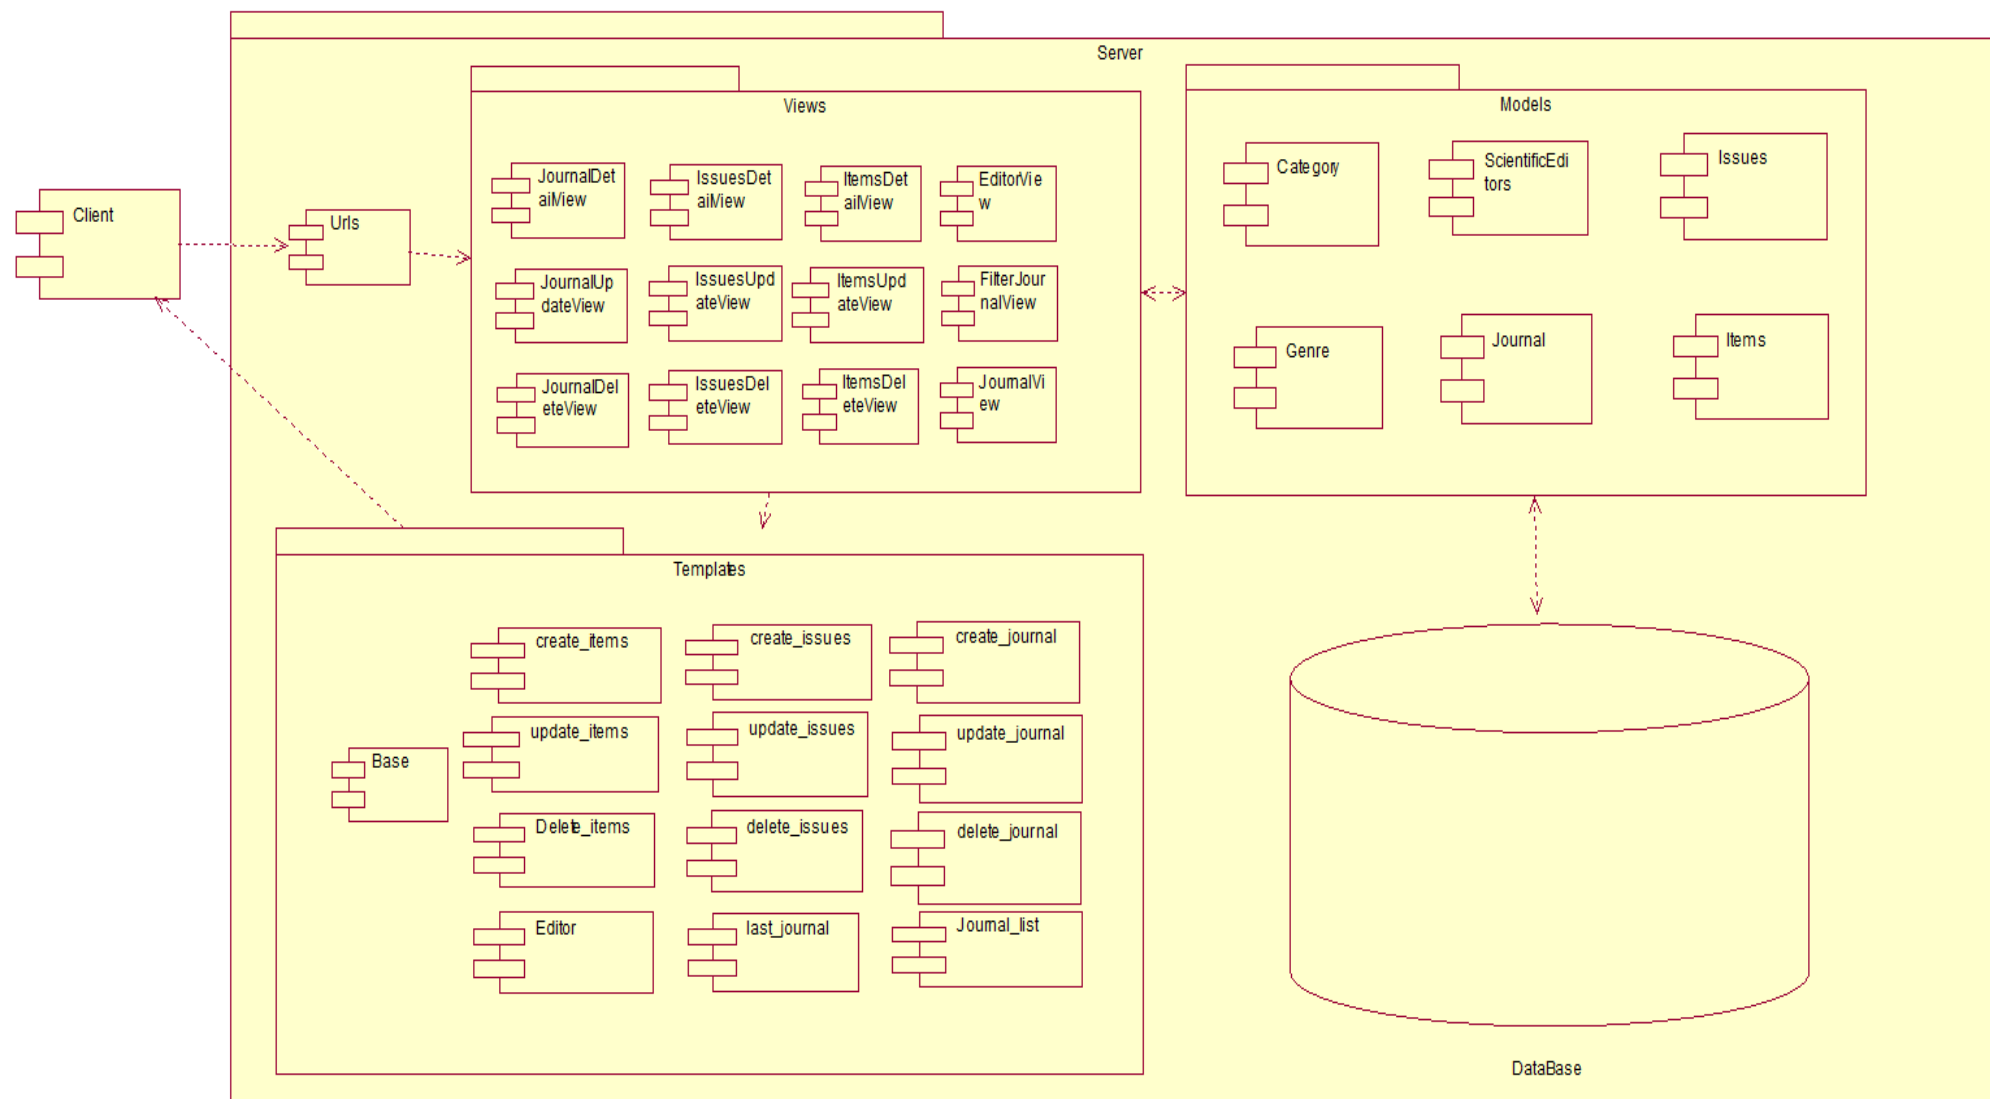 Server
Views
Models
Client
Urls
JournalDet
ailView
IssuesDet
ailView
ItemsDet
ailView
EditorVie
w
JournalUp
dateView
IssuesUpd
ateView
ItemsUpd
ateView
FilterJour
nalView
JournalDel
eteView
IssuesDel
eteView
ItemsDel
eteView
JournalVi
ew
Category
ScientificEdi
tors
Issues
Genre
Journal
Items
Templates
Base
create_items
create_issues
create_journal
update_items
update_issues
update_journal
Delete_items
delete_issues
delete_journal
Editor
last_journal
Journal_list
DataBase